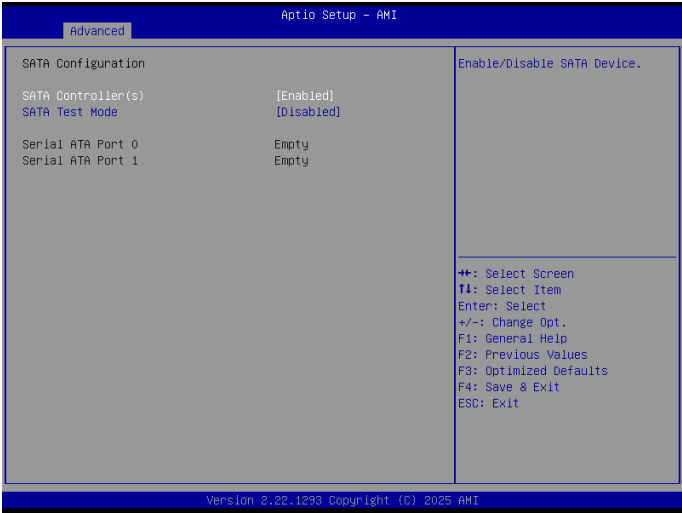 Aptio Setup – AMI
Advanced
SATA Configuration
SATA Controller(s) [Enabled]
SATA Test Mode [Disabled]
Serial ATA Port 0 Empty
Serial ATA Port 1 Empty
Enable/Disable SATA Device.
→←: Select Screen
↑↓: Select Item
Enter: Select
+/-: Change Opt.
F1: General Help
F2: Previous Values
F3: Optimized Defaults
F4: Save & Exit
ESC: Exit
Version 2.22.1293 Copyright (C) 2025 AMI